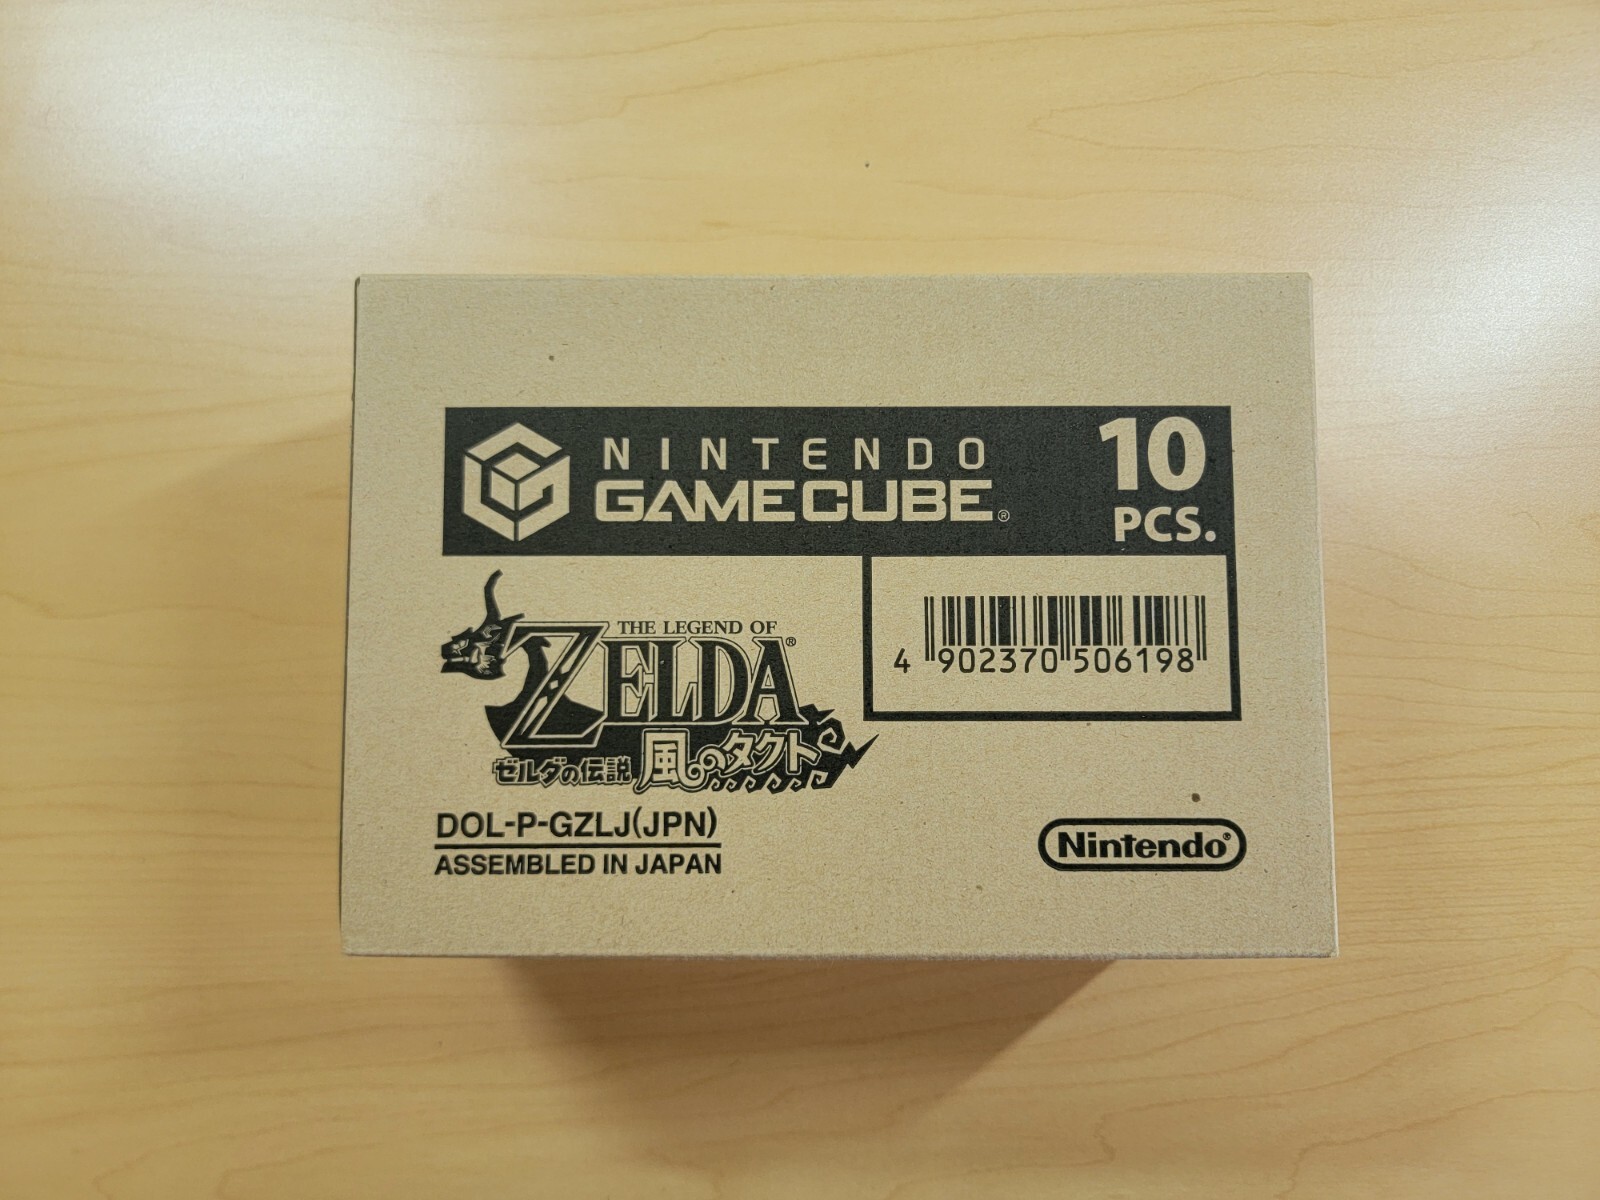 NINTENDO
GAMECUBE®
10
PCS.
THE LEGEND OF
ZELDA®
ゼルダの伝説 風のタクト
4 902370 506198
DOL-P-GZLJ(JPN)
ASSEMBLED IN JAPAN
Nintendo®